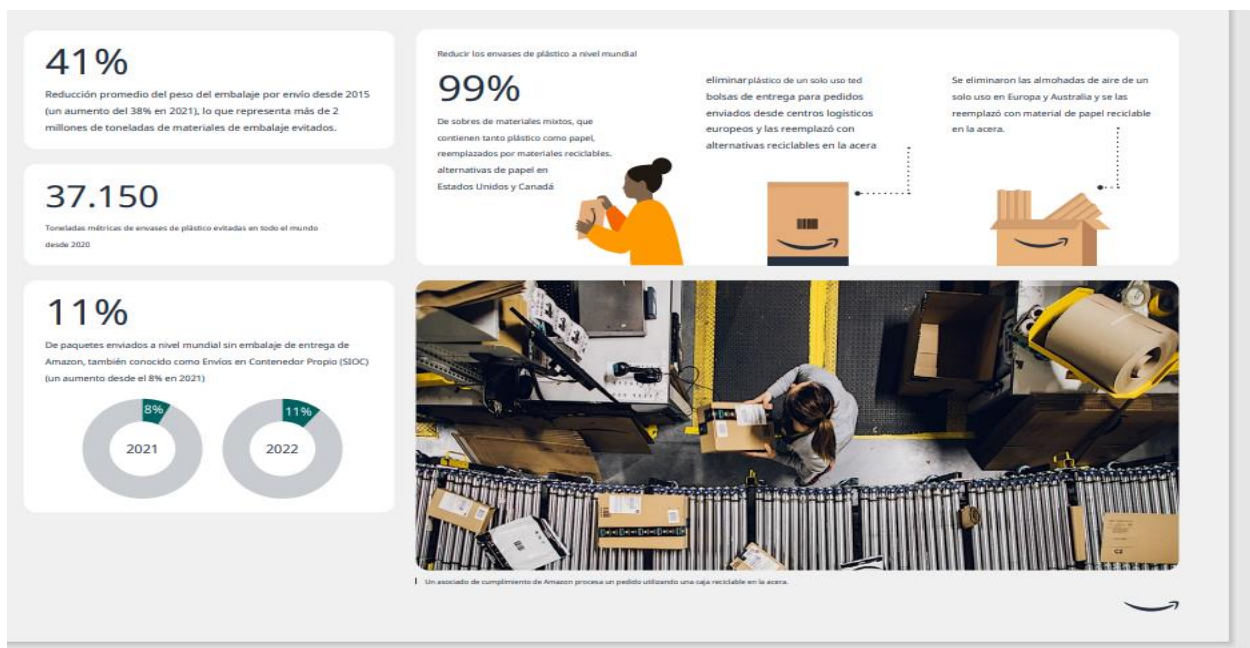 41%
Reducción promedio del peso del embalaje por envío desde 2015
(un aumento del 38% en 2021), lo que representa más de 2
millones de toneladas de materiales de embalaje evitados.
37.150
Toneladas métricas de envases de plástico evitadas en todo el mundo
desde 2020
11%
De paquetes enviados a nivel mundial sin embalaje de entrega de
Amazon, también conocido como Envíos en Contenedor Propio (SIOC)
(un aumento desde el 8% en 2021)
8%
2021
11%
2022
Reducir los envases de plástico a nivel mundial
99%
De sobres de materiales mixtos, que
contienen tanto plástico como papel,
reemplazados por materiales reciclables.
alternativas de papel en
Estados Unidos y Canadá
eliminar plástico de un solo uso ted
bolsas de entrega para pedidos
enviados desde centros logísticos
europeos y las reemplazó con
alternativas reciclables en la acera
Se eliminaron las almohadas de aire de un
solo uso en Europa y Australia y se las
reemplazó con material de papel reciclable
en la acera.
C2
Un asociado de cumplimiento de Amazon procesa un pedido utilizando una caja reciclable en la acera.